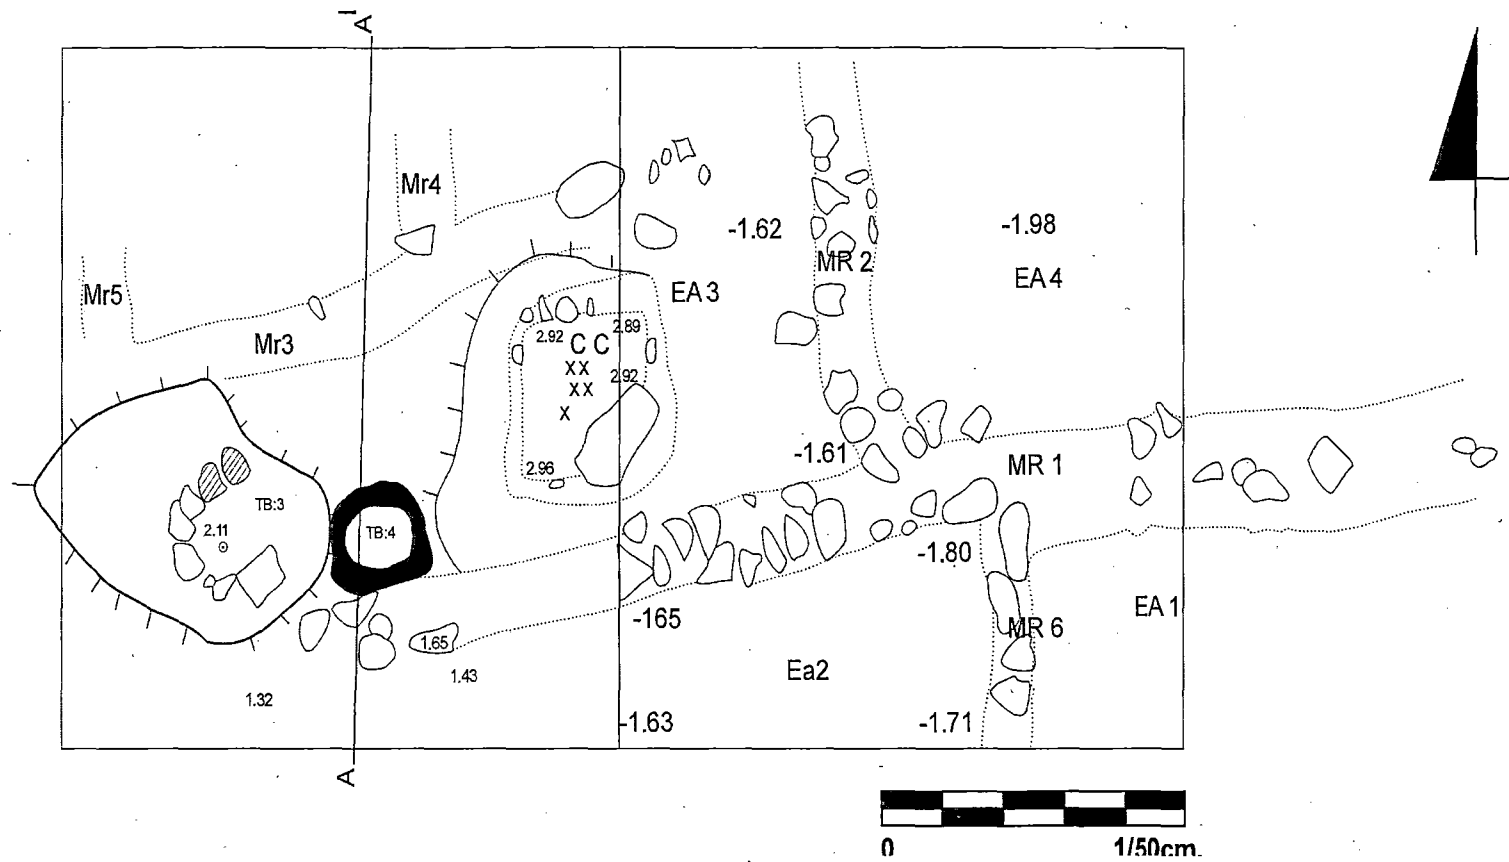 A
Mr4
-1.62
-1.98
MR 2
EA 4
Mr5
EA 3
2.92
C C
2.89
Mr3
X X
2.92
X X
X
-1.61
MR 1
2.96
TB:3
2.11
TB:4
-1.80
-165
EA 1
1.65
MR 6
1.43
Ea2
1.32
-1.63
-1.71
A
0
1/50cm.